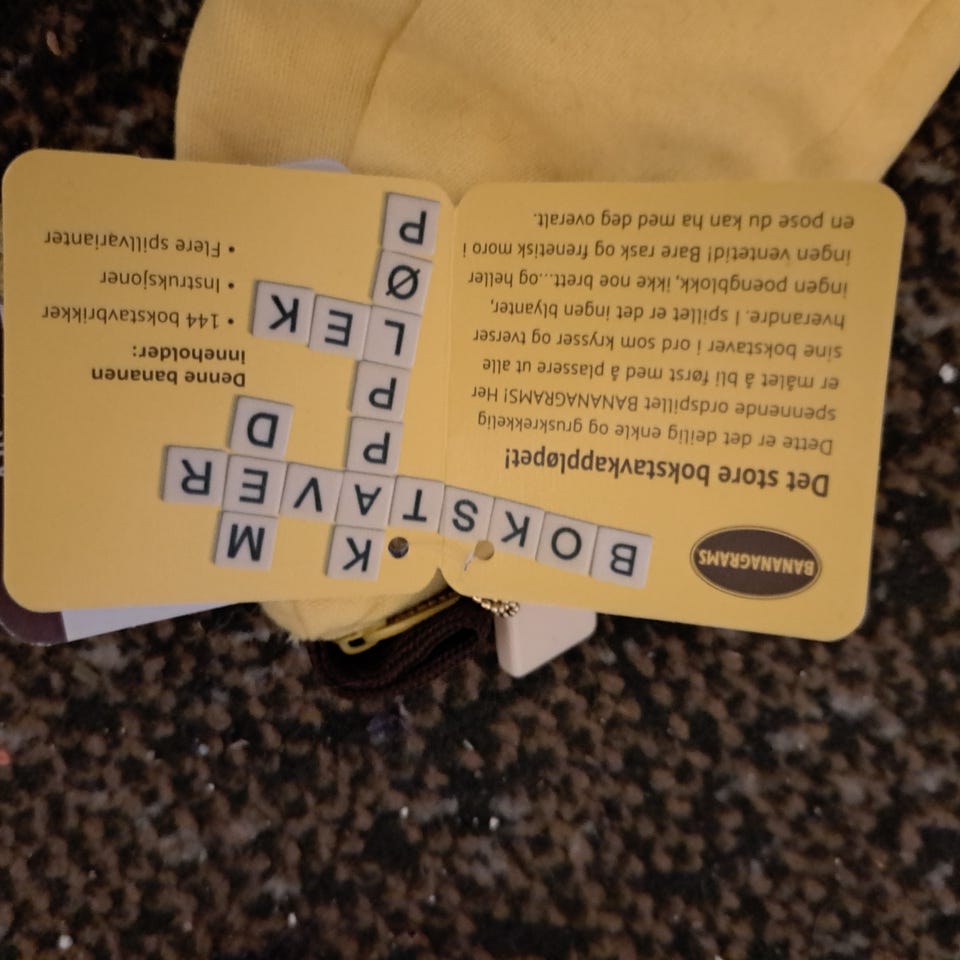 BANANAGRAMS
Det store bokstavkappløpet!
Dette er det deilig enkle og gruskrekkelig
spennende ordspillet BANANAGRAMS! Her
er målet å bli først med å plassere ut alle
sine bokstaver i ord som krysser og tverser
hverandre. I spillet er det ingen blyanter,
ingen poengblokk, ikke noe brett...og heller
ingen ventetid! Bare rask og frenetisk moro i
en pose du kan ha med deg overalt.
BOKSTAVER
KAPPLØP
MED
LEK
Denne bananen
inneholder:
• 144 bokstavbrikker
• Instruksjoner
• Flere spillvarianter